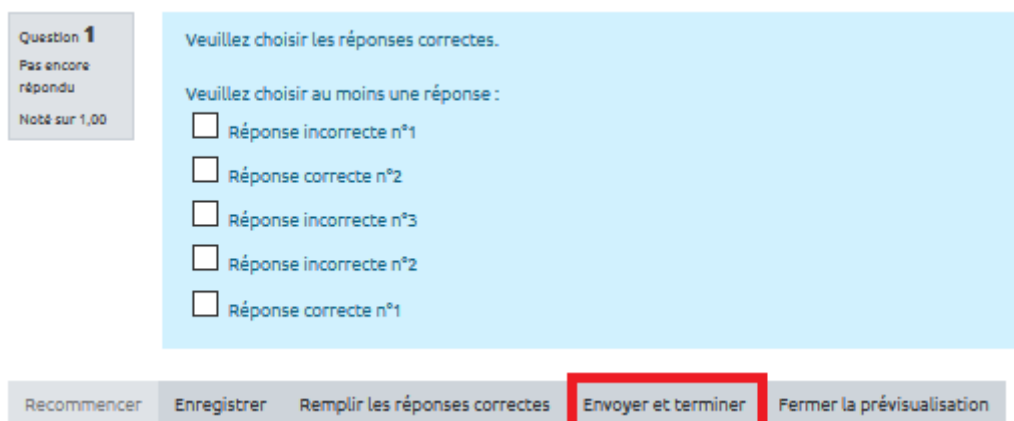 Question 1
Pas encore
répondu
Noté sur 1,00
Veuillez choisir les réponses correctes.
Veuillez choisir au moins une réponse :
Réponse incorrecte n°1
Réponse correcte n°2
Réponse incorrecte n°3
Réponse incorrecte n°2
Réponse correcte n°1
Recommencer Enregistrer Remplir les réponses correctes Envoyer et terminer Fermer la prévisualisation